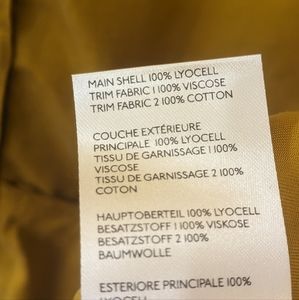 MAIN SHELL 100% LYOCELL
TRIM FABRIC 1 100% VISCOSE
TRIM FABRIC 2 100% COTTON
COUCHE EXTÉRIEURE
PRINCIPALE 100% LYOCELL
TISSU DE GARNISSAGE 1 100%
VISCOSE
TISSU DE GARNISSAGE 2 100%
COTON
HAUPTOBERTEIL 100% LYOCELL
BESATZSTOFF 1 100% VISKOSE
BESATZSTOFF 2 100%
BAUMWOLLE
ESTERIORE PRINCIPALE 100%
LYOCELL